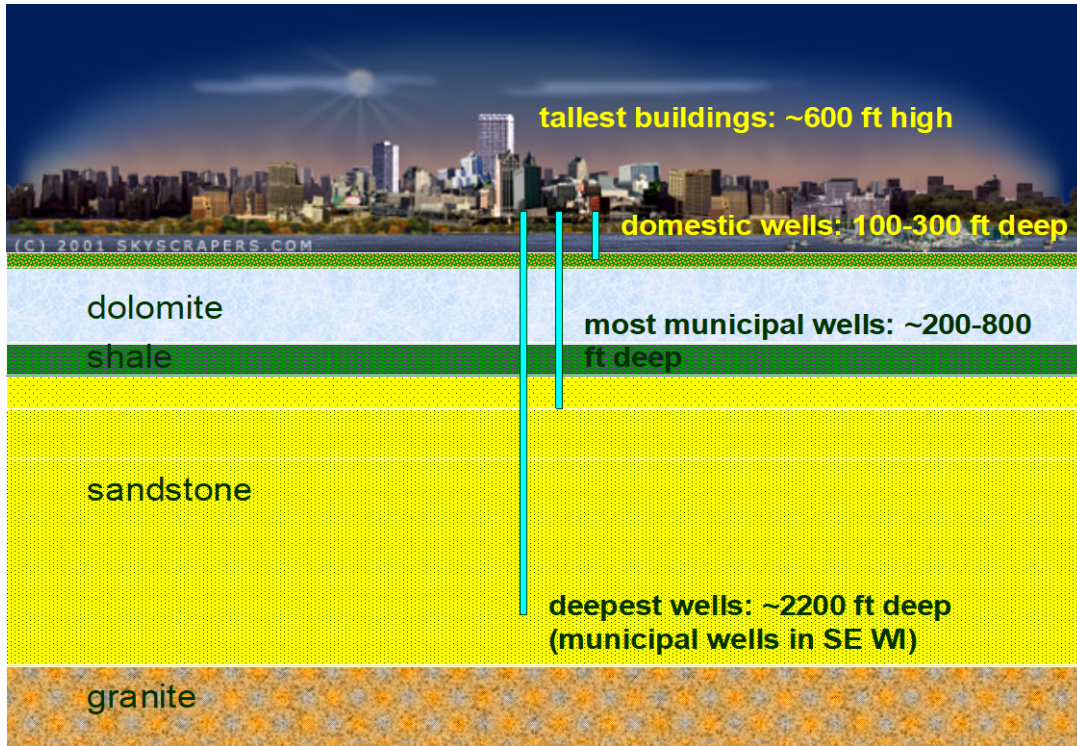 tallest buildings: ~600 ft high
domestic wells: 100-300 ft deep
(C) 2001 SKYSCRAPERS.COM
dolomite
most municipal wells: ~200-800
ft deep
shale
sandstone
deepest wells: ~2200 ft deep
(municipal wells in SE WI)
granite